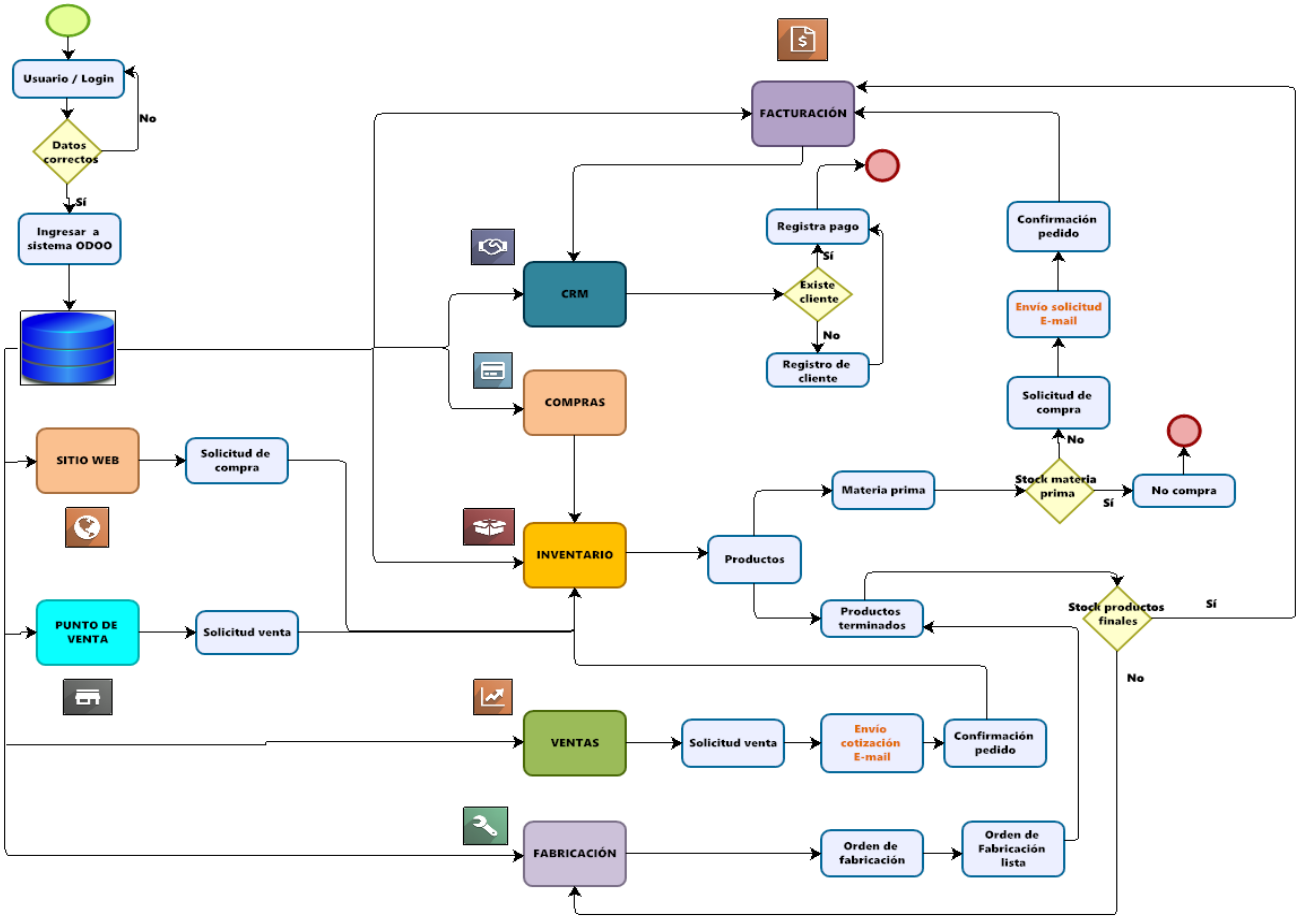 Usuario / Login
No
Datos
correctos
Sí
Ingresar a
sistema ODOO
FACTURACIÓN
Registra pago
Sí
Existe
cliente
No
Registro de
cliente
CRM
COMPRAS
Confirmación
pedido
Envío solicitud
E-mail
Solicitud de
compra
No
Stock materia
prima
Sí
No compra
SITIO WEB
Solicitud de
compra
INVENTARIO
Productos
Materia prima
Productos
terminados
Stock productos
finales
Sí
No
PUNTO DE
VENTA
Solicitud venta
VENTAS
Solicitud venta
Envío
cotización
E-mail
Confirmación
pedido
FABRICACIÓN
Orden de
fabricación
Orden de
Fabricación
lista